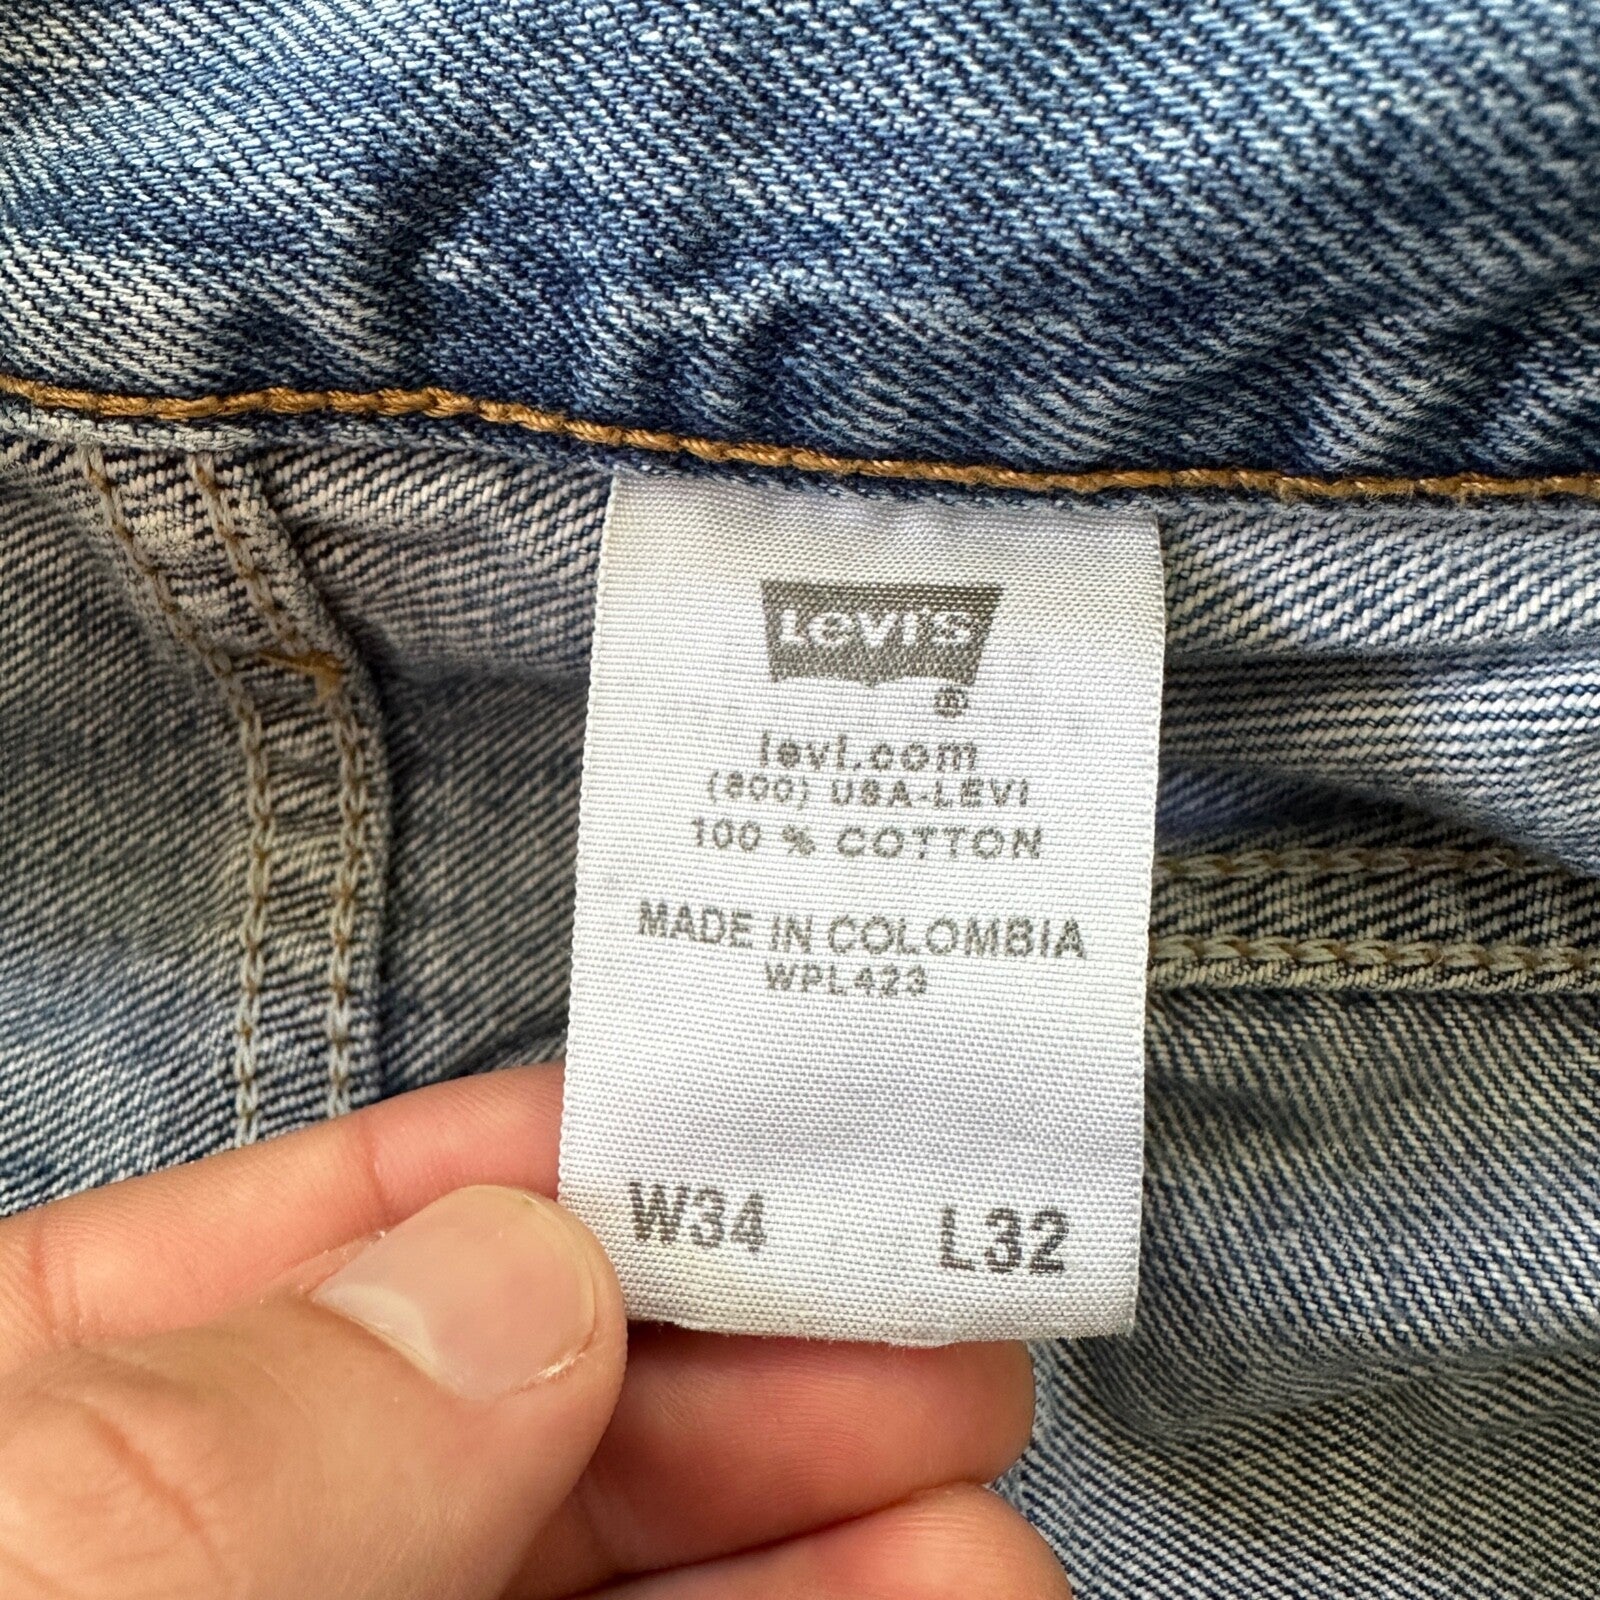 Levi's
®
levi.com
(800) USA-LEVI
100 % COTTON
MADE IN COLOMBIA
WPL423
W34 L32